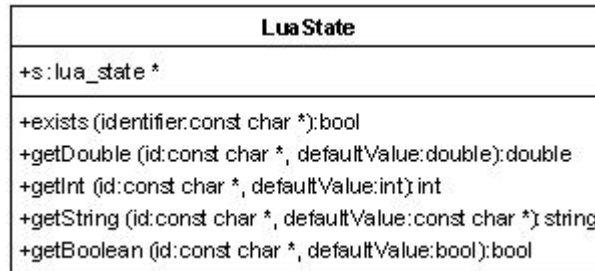 LuaState
+s:lua_state *
+exists (identifier:const char *):bool
+getDouble (id:const char *, defaultValue:double):double
+getInt (id:const char *, defaultValue:int):int
+getString (id:const char *, defaultValue:const char *):string
+getBoolean (id:const char *, defaultValue:bool):bool